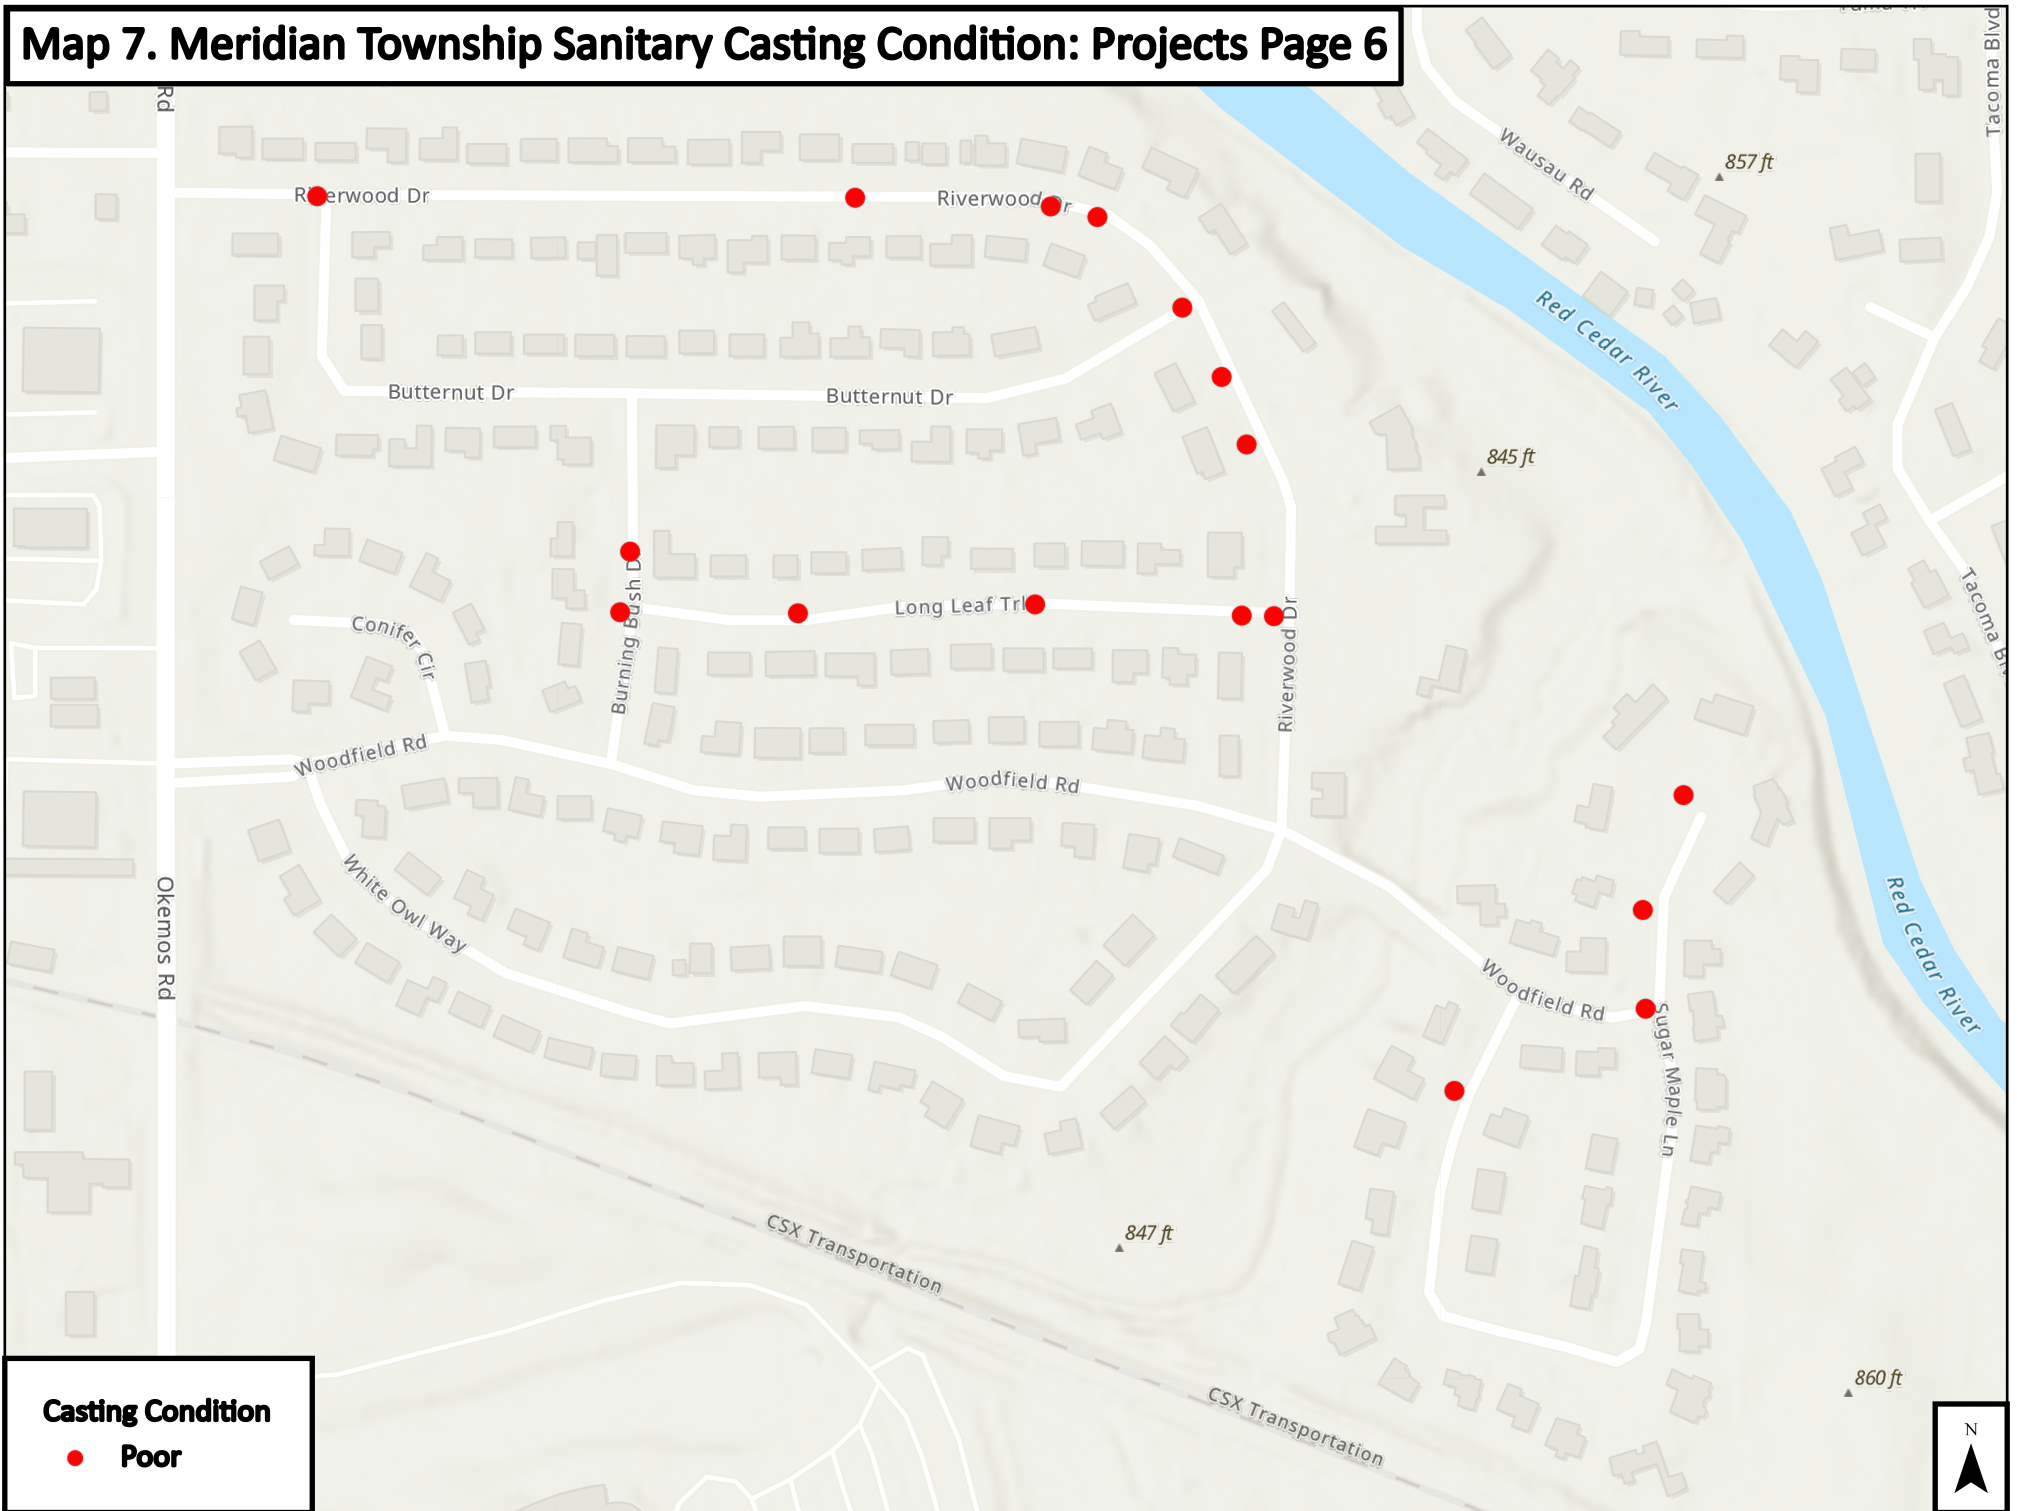 Map 7. Meridian Township Sanitary Casting Condition: Projects Page 6
Tacoma Blvd
Rd
Wausau Rd
857 ft
Riverwood Dr
Riverwood Dr
Red Cedar River
Butternut Dr
Butternut Dr
845 ft
Burning Bush D
Long Leaf Trl
Riverwood Dr
Conifer Cir
Tacoma
Woodfield Rd
Woodfield Rd
White Owl Way
Okemos Rd
Red Cedar River
Woodfield Rd
Sugar Maple Ln
CSX Transportation
847 ft
CSX Transportation
860 ft
Casting Condition
Poor
N